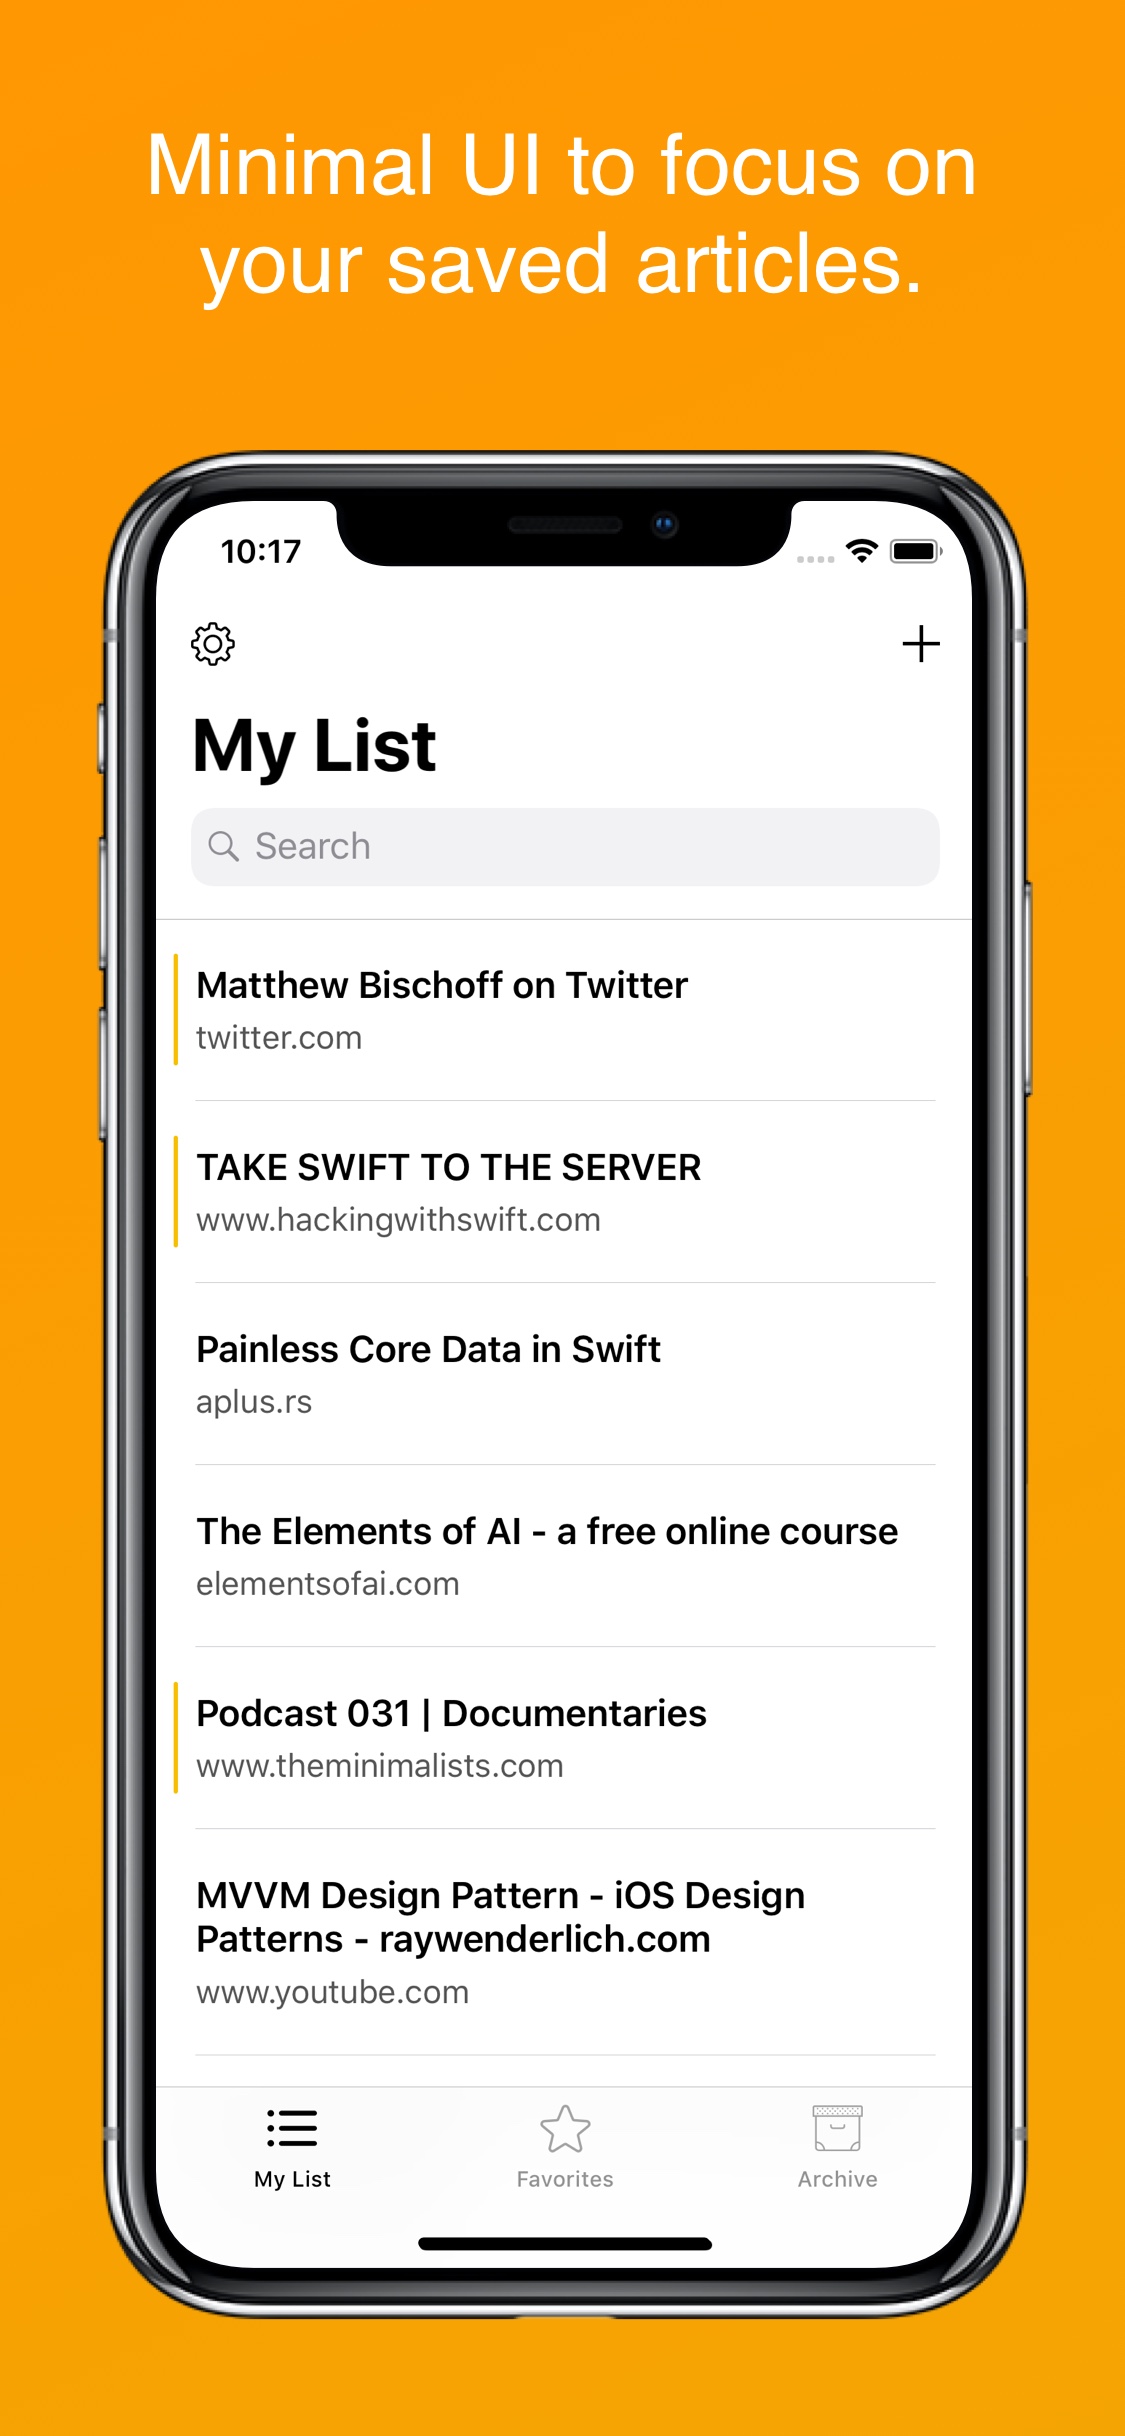 Minimal UI to focus on
your saved articles.
10:17
My List
Search
Matthew Bischoff on Twitter
twitter.com
TAKE SWIFT TO THE SERVER
www.hackingwithswift.com
Painless Core Data in Swift
aplus.rs
The Elements of AI - a free online course
elementsofai.com
Podcast 031 | Documentaries
www.theminimalists.com
MVVM Design Pattern - iOS Design
Patterns - raywenderlich.com
www.youtube.com
My List
Favorites
Archive